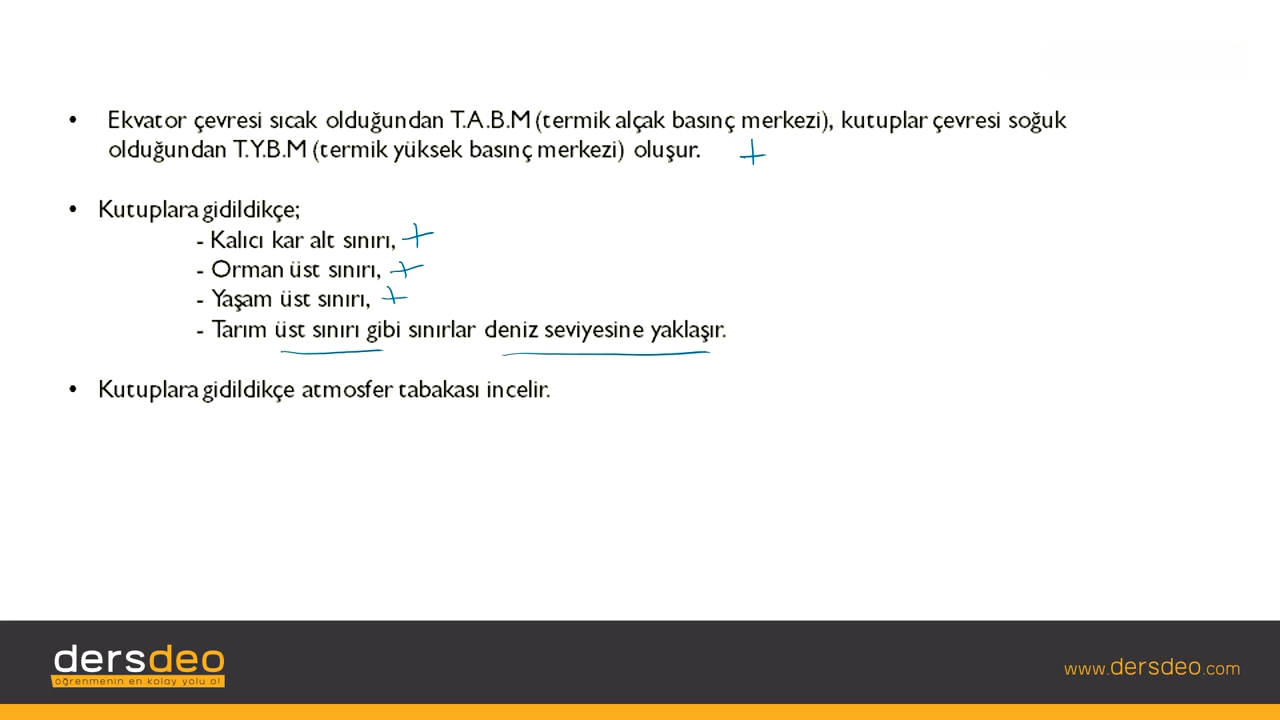 • Ekvator çevresi sıcak olduğundan T.A.B.M (termik alçak basınç merkezi), kutuplar çevresi soğuk
olduğundan T.Y.B.M (termik yüksek basınç merkezi) oluşur. +
• Kutuplara gidildikçe;
- Kalıcı kar alt sınırı, +
- Orman üst sınırı, +
- Yaşam üst sınırı, +
- Tarım üst sınırı gibi sınırlar deniz seviyesine yaklaşır.
• Kutuplara gidildikçe atmosfer tabakası incelir.
dersdeo
öğrenmenin en kolay yolu o!
www.dersdeo.com